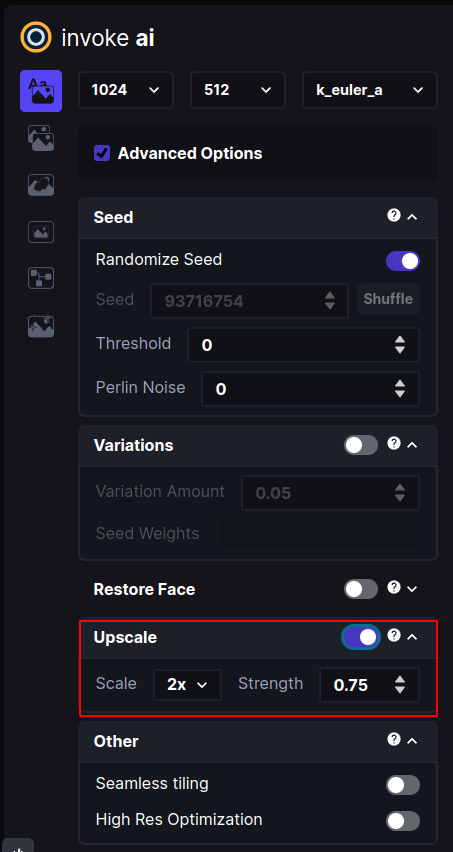 invoke ai
1024 512 k_euler_a
Advanced Options
Seed
Randomize Seed
Seed 93716754 Shuffle
Threshold 0
Perlin Noise 0
Variations
Variation Amount 0.05
Seed Weights
Restore Face
Upscale
Scale 2x Strength 0.75
Other
Seamless tiling
High Res Optimization